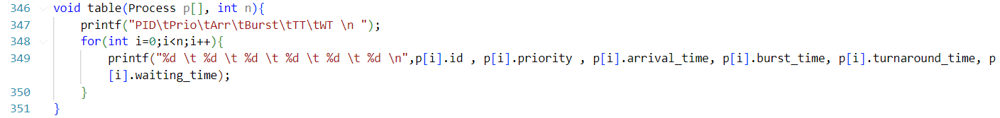 346 void table(Process p[], int n){
347     printf("PID\tPrio\tArr\tBurst\tTT\tWT \n ");
348     for(int i=0;i<n;i++){
349         printf("%d \t %d \t %d \t %d \t %d \t %d \n",p[i].id , p[i].priority , p[i].arrival_time, p[i].burst_time, p[i].turnaround_time, p
        [i].waiting_time);
350     }
351 }